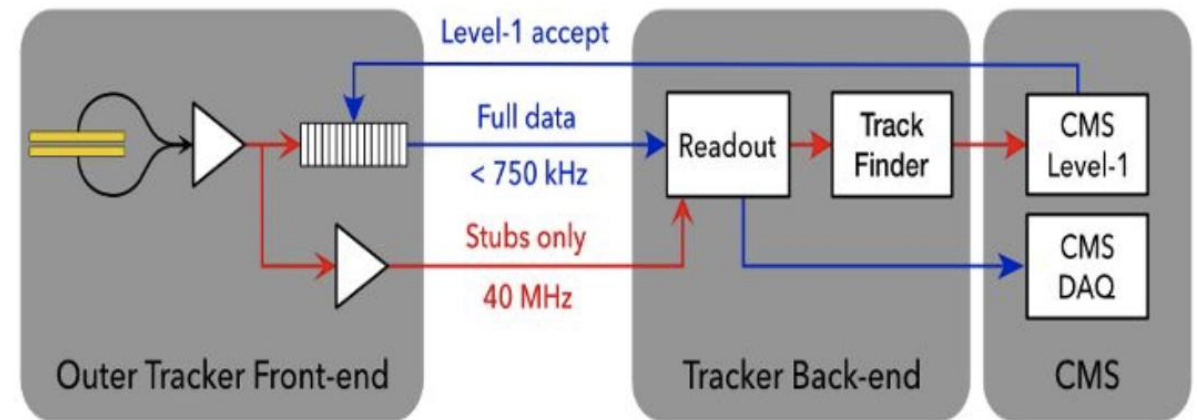 Level-1 accept
Full data
< 750 kHz
Stubs only
40 MHz
Readout
Track
Finder
CMS
Level-1
CMS
DAQ
Outer Tracker Front-end
Tracker Back-end
CMS